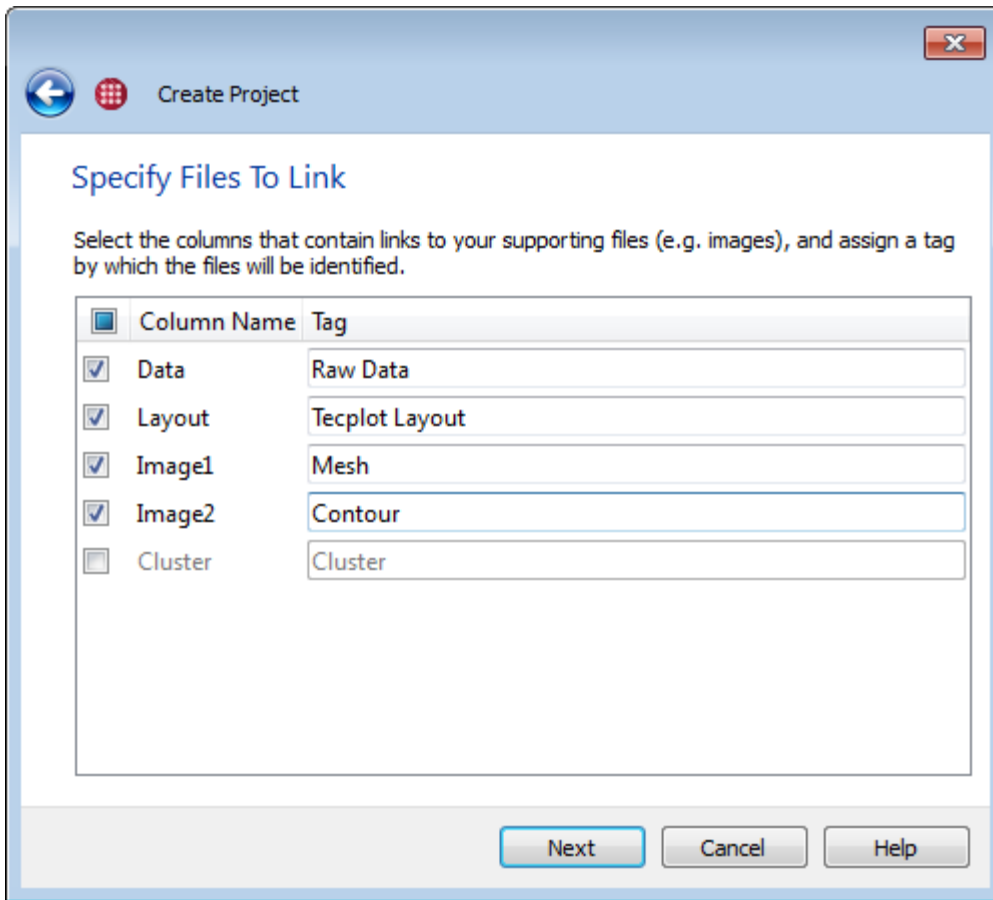 Create Project
Specify Files To Link
Select the columns that contain links to your supporting files (e.g. images), and assign a tag
by which the files will be identified.
Column Name Tag
Data Raw Data
Layout Tecplot Layout
Image1 Mesh
Image2 Contour
Cluster Cluster
Next Cancel Help